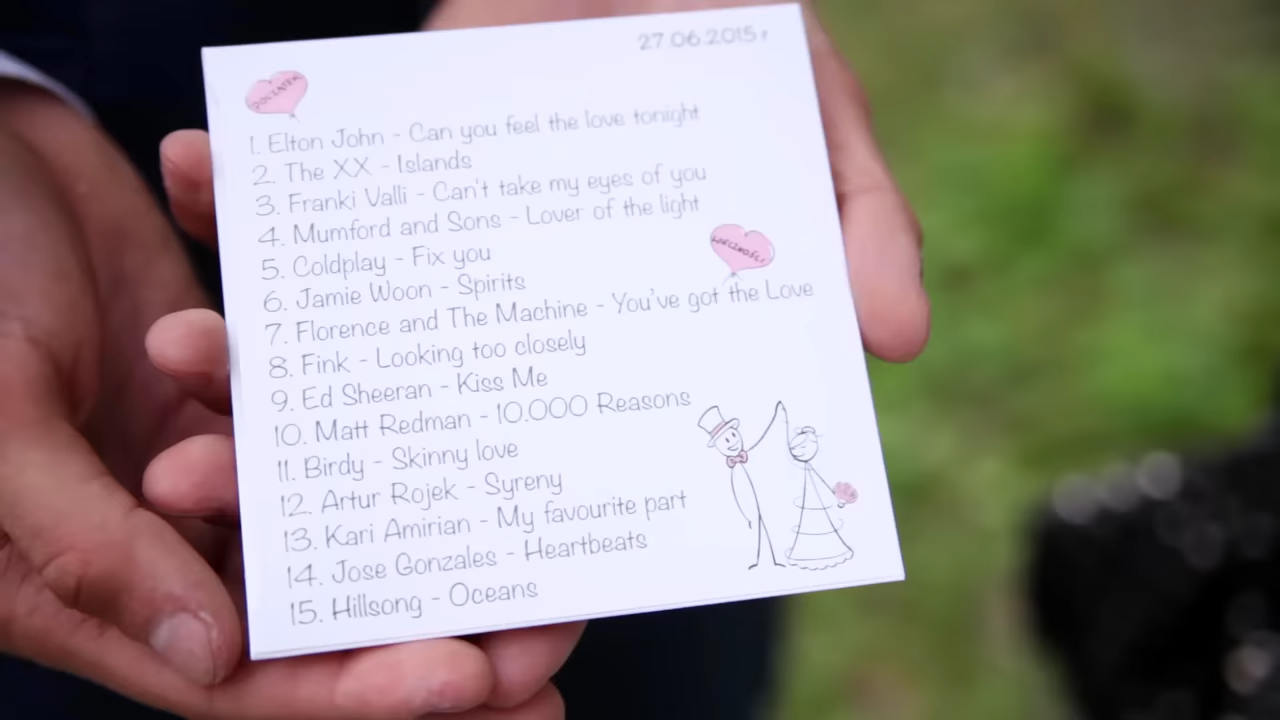 27.06.2015 r
POCZĄTEK
1. Elton John - Can you feel the love tonight
2. The XX - Islands
3. Franki Valli - Can't take my eyes of you
4. Mumford and Sons - Lover of the light
WIECZNOŚCI
5. Coldplay - Fix you
6. Jamie Woon - Spirits
7. Florence and The Machine - You've got the Love
8. Fink - Looking too closely
9. Ed Sheeran - Kiss Me
10. Matt Redman - 10.000 Reasons
11. Birdy - Skinny love
12. Artur Rojek - Syreny
13. Kari Amirian - My favourite part
14. Jose Gonzales - Heartbeats
15. Hillsong - Oceans